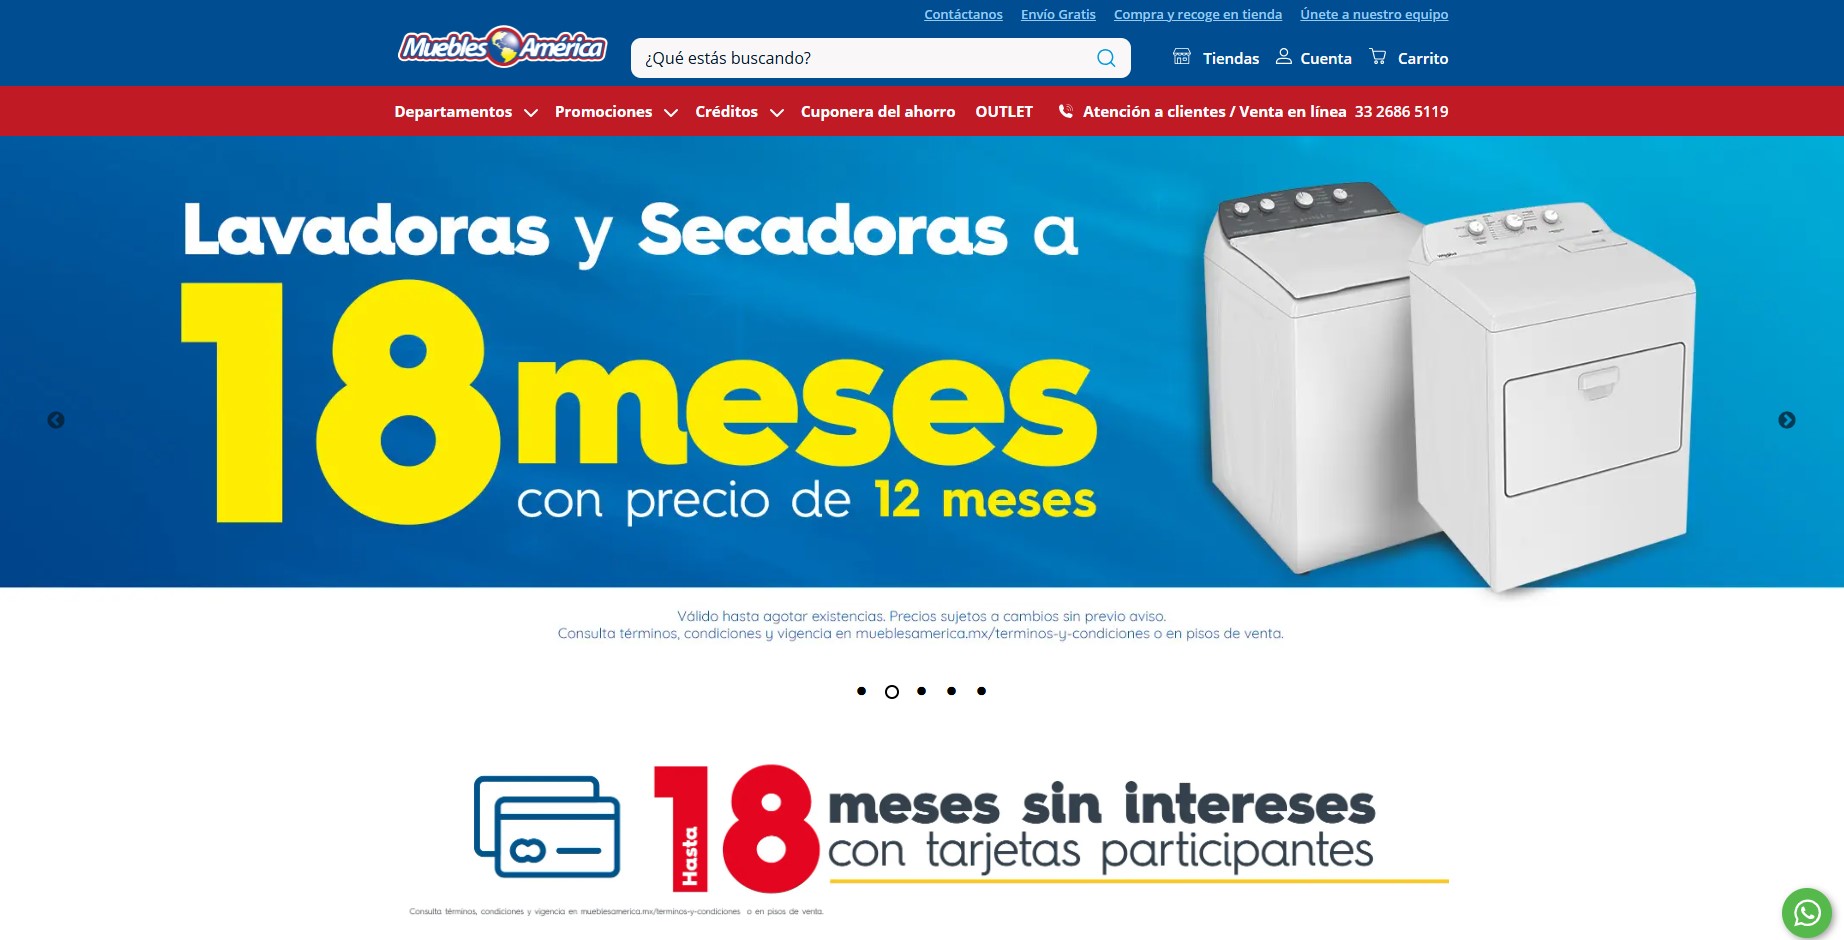 Contáctanos Envío Gratis Compra y recoge en tienda Únete a nuestro equipo
Muebles América
¿Qué estás buscando?
Tiendas Cuenta Carrito
Departamentos Promociones Créditos Cuponera del ahorro OUTLET Atención a clientes / Venta en línea 33 2686 5119
Lavadoras y Secadoras a
18 meses
con precio de 12 meses
Válido hasta agotar existencias. Precios sujetos a cambios sin previo aviso.
Consulta términos, condiciones y vigencia en mueblesamerica.mx/terminos-y-condiciones o en pisos de venta.
Hasta 18 meses sin intereses
con tarjetas participantes
Consulta términos, condiciones y vigencia en mueblesamerica.mx/terminos-y-condiciones o en pisos de venta.